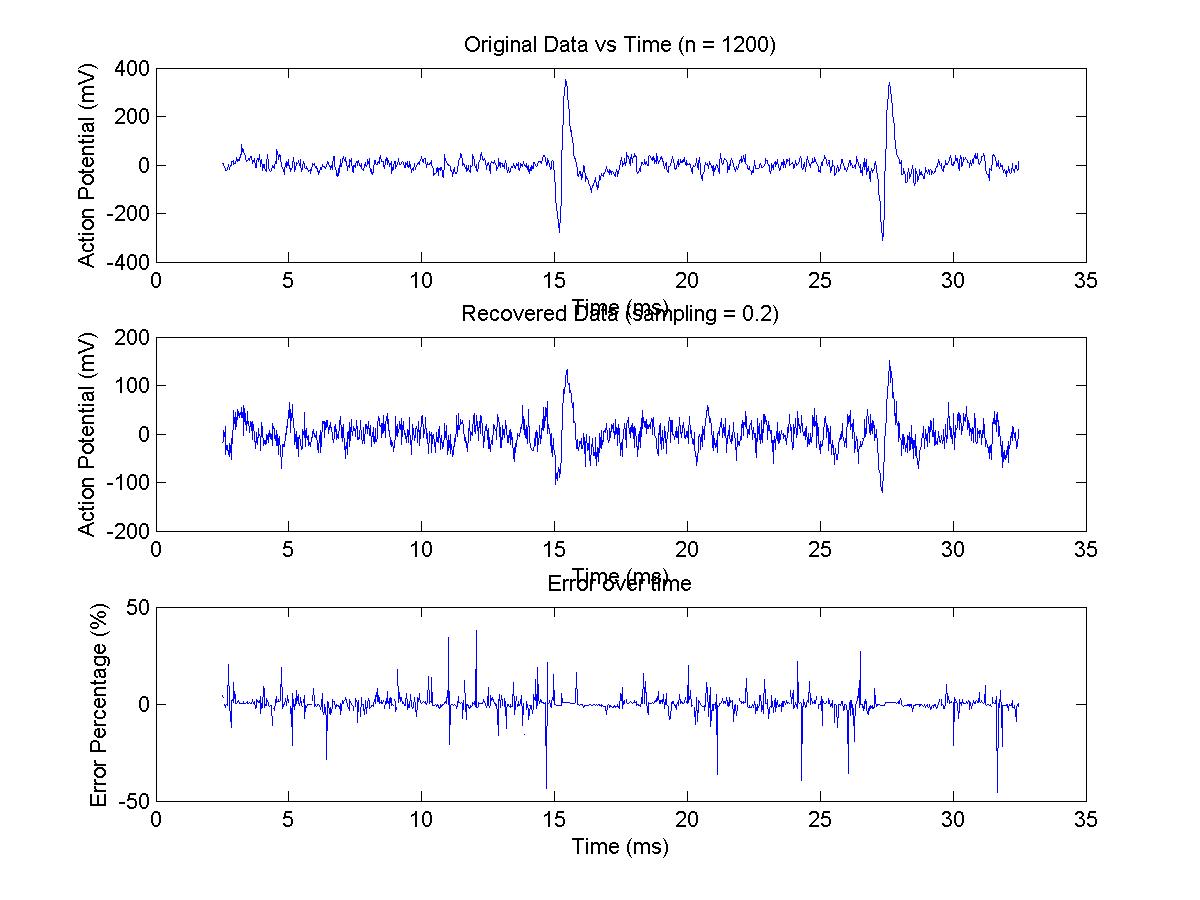 Original Data vs Time (n = 1200)
Action Potential (mV)
400
200
0
-200
-400
0 5 10 15 20 25 30 35
Time (ms)
Recovered Data (sampling = 0.2)
Action Potential (mV)
200
100
0
-100
-200
0 5 10 15 20 25 30 35
Time (ms)
Error over time
Error Percentage (%)
50
0
-50
0 5 10 15 20 25 30 35
Time (ms)